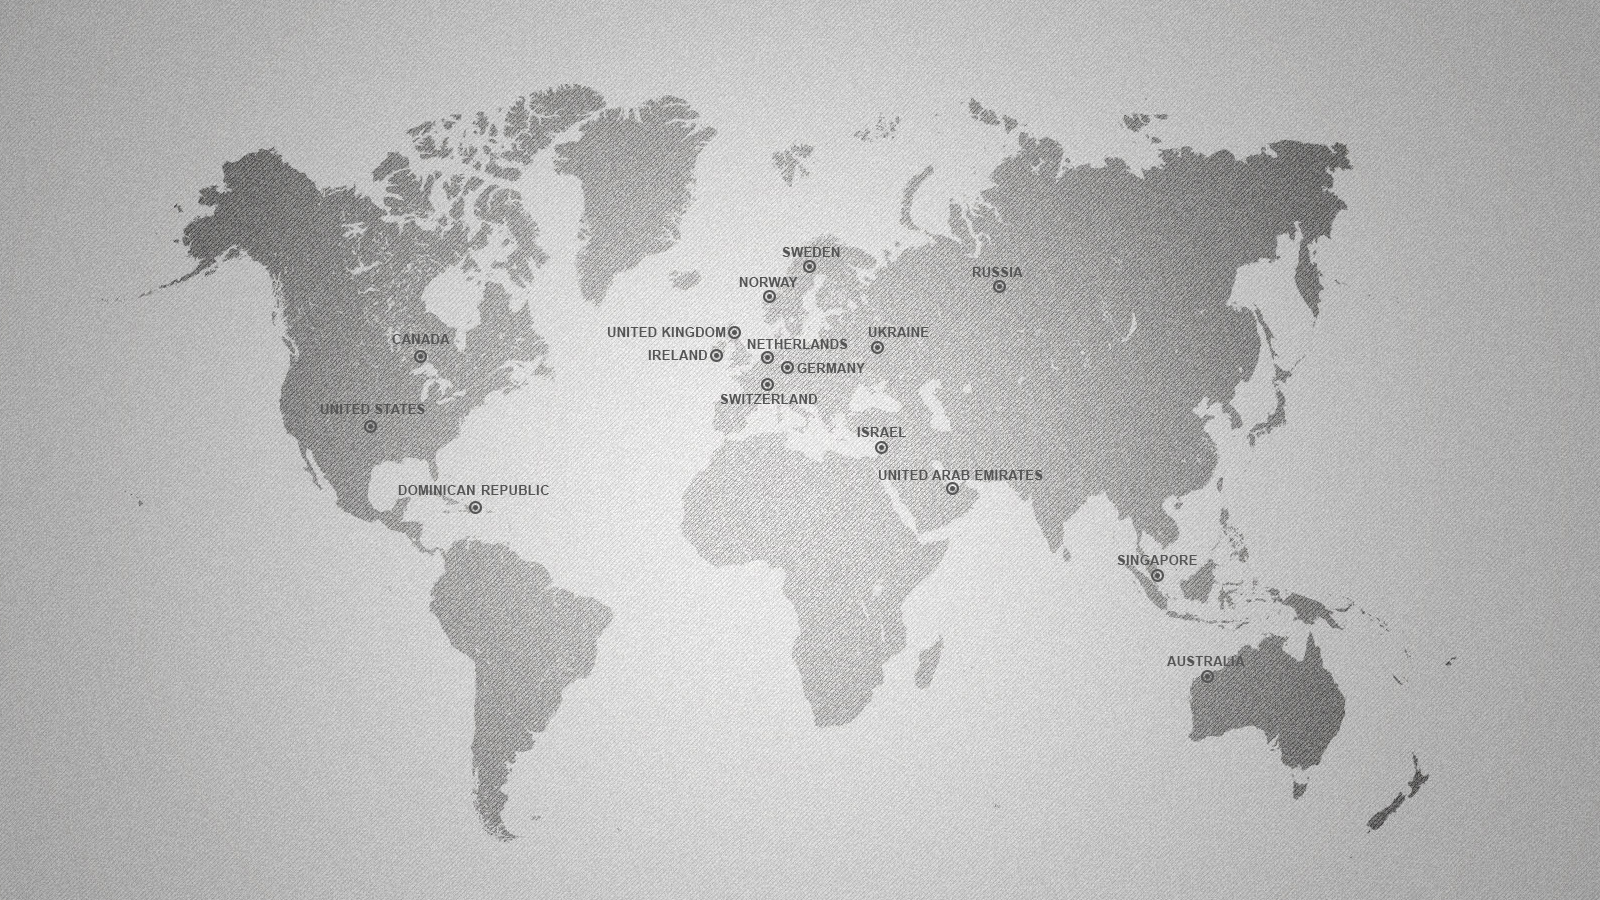 SWEDEN
RUSSIA
NORWAY
UNITED KINGDOM
UKRAINE
CANADA
NETHERLANDS
IRELAND
GERMANY
SWITZERLAND
UNITED STATES
ISRAEL
UNITED ARAB EMIRATES
DOMINICAN REPUBLIC
SINGAPORE
AUSTRALIA